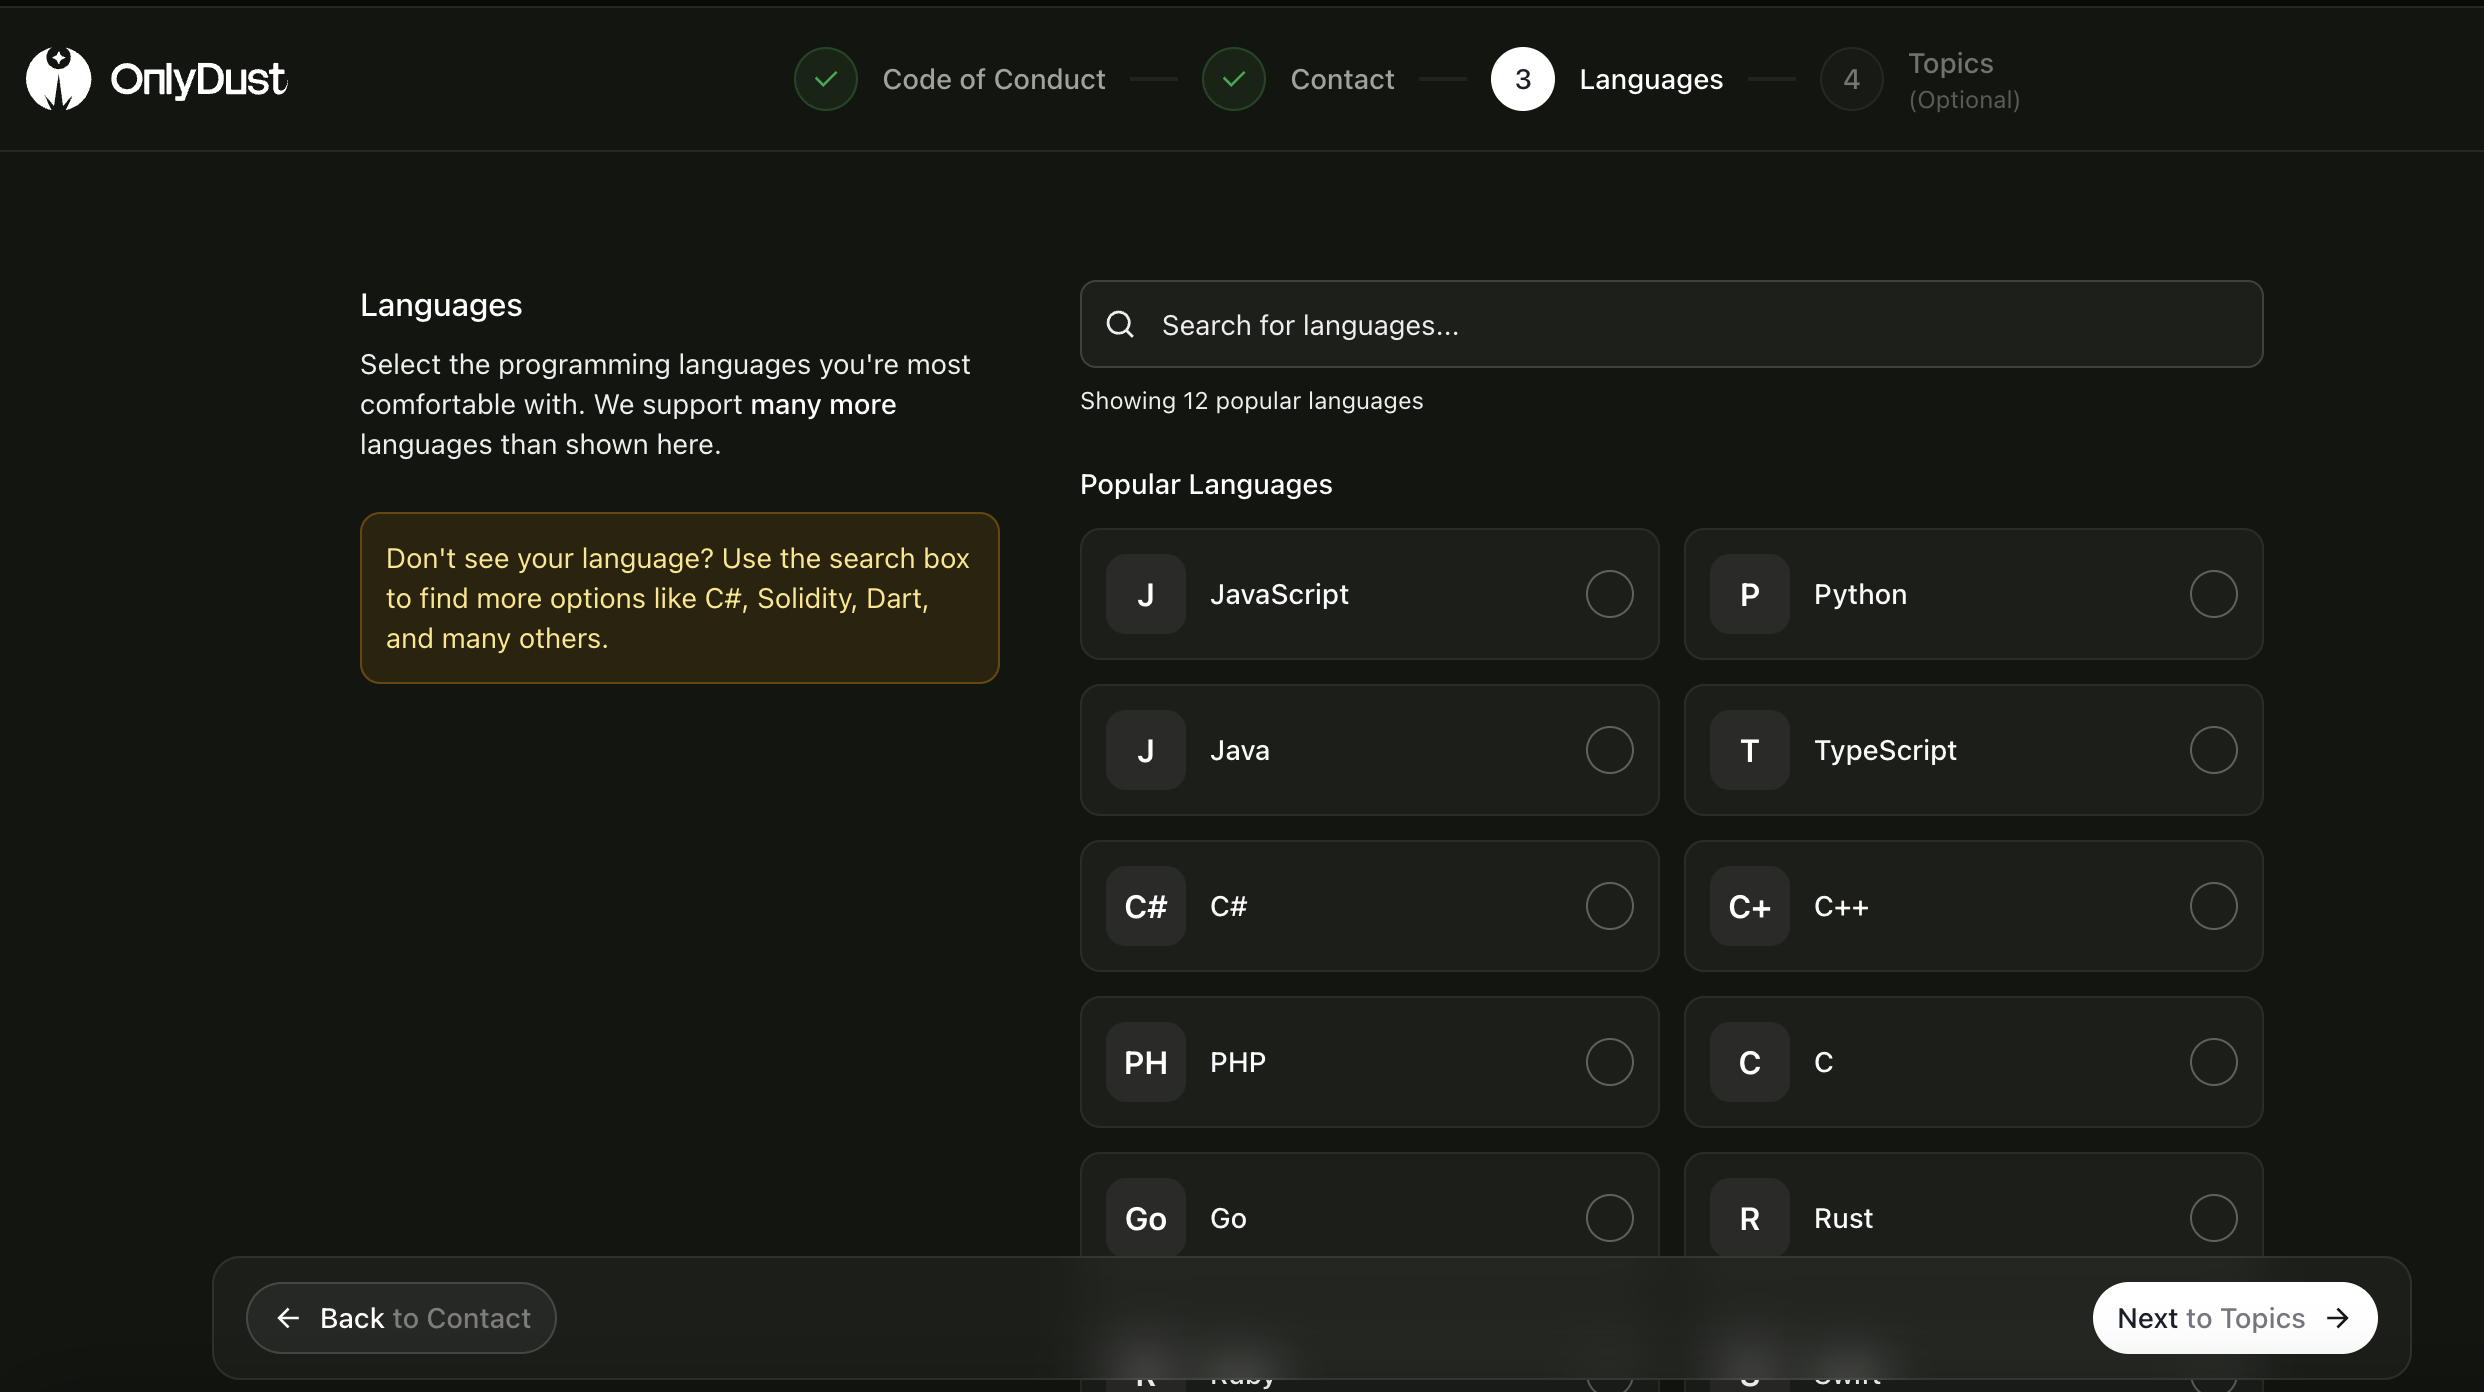 OnlyDust
Code of Conduct
Contact
3
Languages
4
Topics
(Optional)
Languages
Select the programming languages you're most
comfortable with. We support many more
languages than shown here.
Don't see your language? Use the search box
to find more options like C#, Solidity, Dart,
and many others.
Search for languages...
Showing 12 popular languages
Popular Languages
J
JavaScript
P
Python
J
Java
T
TypeScript
C#
C#
C+
C++
PH
PHP
C
C
Go
Go
R
Rust
R
Ruby
S
Swift
Back to Contact
Next to Topics